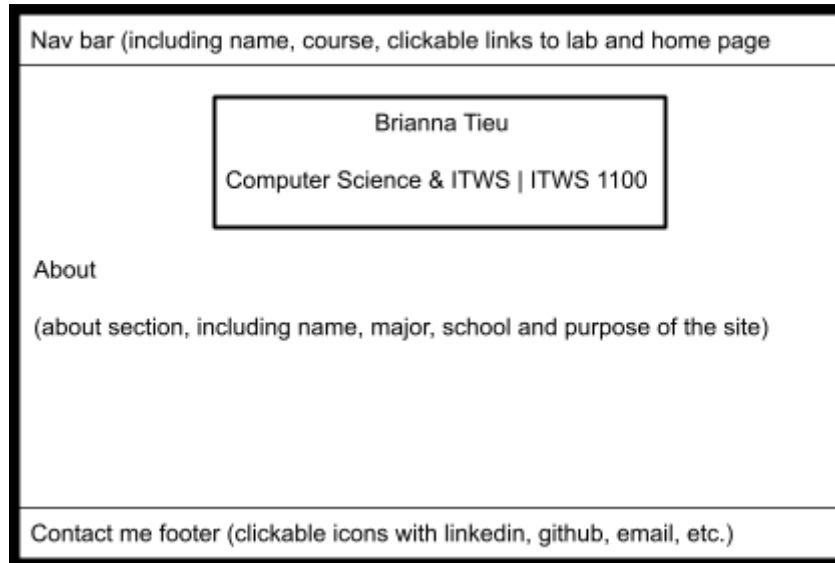 Nav bar (including name, course, clickable links to lab and home page
Brianna Tieu
Computer Science & ITWS | ITWS 1100
About
(about section, including name, major, school and purpose of the site)
Contact me footer (clickable icons with linkedin, github, email, etc.)